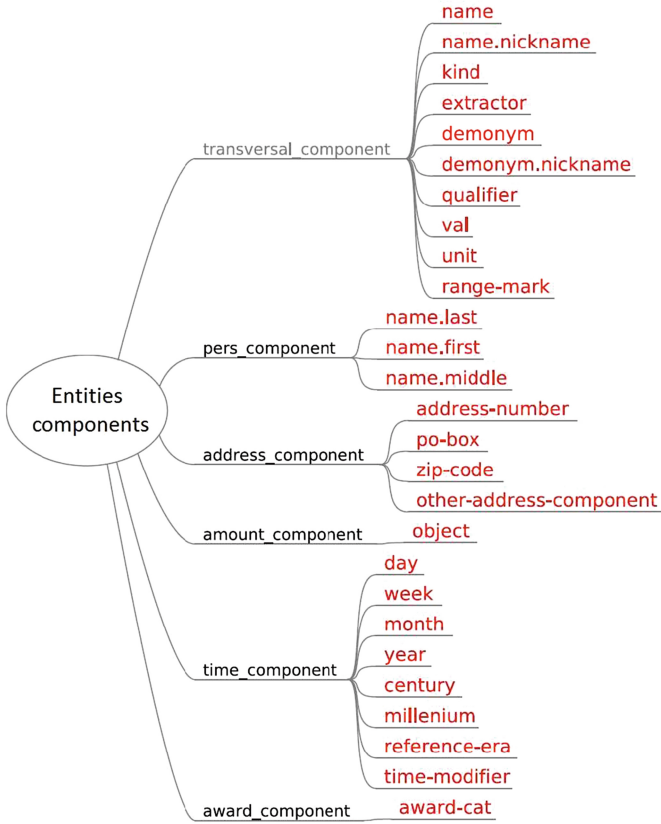 Entities
components
transversal_component
name
name.nickname
kind
extractor
demonym
demonym.nickname
qualifier
val
unit
range-mark
pers_component
name.last
name.first
name.middle
address_component
address-number
po-box
zip-code
other-address-component
amount_component
object
time_component
day
week
month
year
century
millenium
reference-era
time-modifier
award_component
award-cat